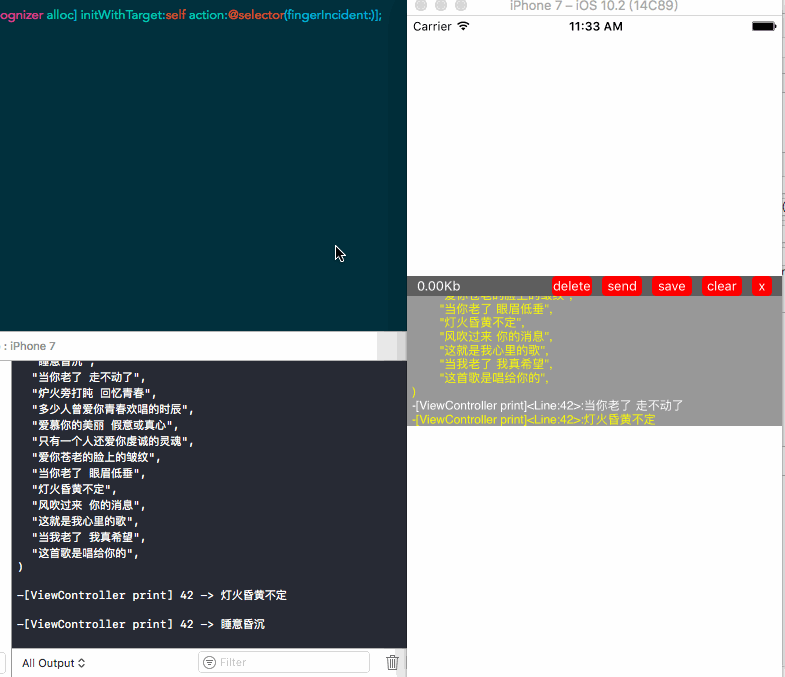 ognizer alloc] initWithTarget:self action:@selector(fingerIncident:)];
: iPhone 7
"睡意昏沉",
"当你老了 走不动了",
"炉火旁打盹 回忆青春",
"多少人曾爱你青春欢唱的时辰",
"爱慕你的美丽 假意或真心",
"只有一个人还爱你虔诚的灵魂",
"爱你苍老的脸上的皱纹",
"当你老了 眼眉低垂",
"灯火昏黄不定",
"风吹过来 你的消息",
"这就是我心里的歌",
"当我老了 我真希望",
"这首歌是唱给你的",
)
-[ViewController print] 42 -> 灯火昏黄不定
-[ViewController print] 42 -> 睡意昏沉
All Output
Filter
iPhone 7 – iOS 10.2 (14C89)
Carrier 11:33 AM
0.00Kb delete send save clear x
"爱你苍老的脸上的皱纹",
"当你老了 眼眉低垂",
"灯火昏黄不定",
"风吹过来 你的消息",
"这就是我心里的歌",
"当我老了 我真希望",
"这首歌是唱给你的",
)
-[ViewController print]<Line:42>:当你老了 走不动了
-[ViewController print]<Line:42>:灯火昏黄不定